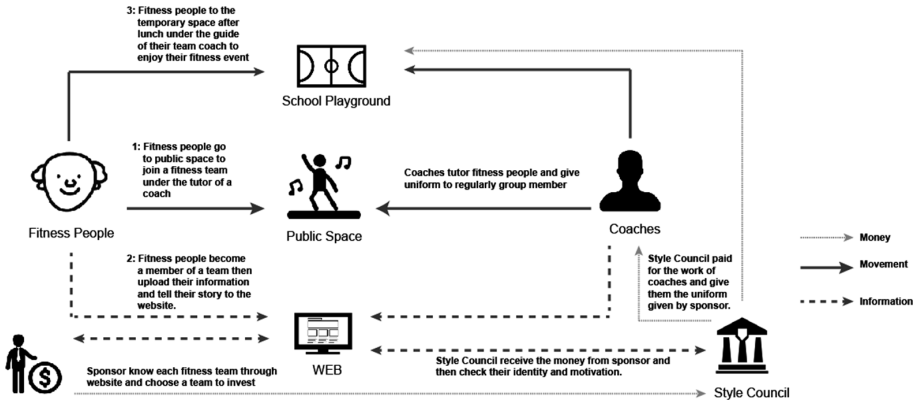 3: Fitness people to the
temporary space after
lunch under the guide
of their team coach to
enjoy their fitness event
School Playground
1: Fitness people go
to public space to
join a fitness team
under the tutor of a
coach
Coaches tutor fitness people and give
uniform to regularly group member
Fitness People
Public Space
Coaches
2: Fitness people become
a member of a team then
upload their information
and tell their story to the
website.
Style Council paid
for the work of
coaches and give
them the uniform
given by sponsor.
Money
Movement
Information
WEB
Sponsor know each fitness team through
website and choose a team to invest
Style Council receive the money from sponsor and
then check their identity and motivation.
Style Council